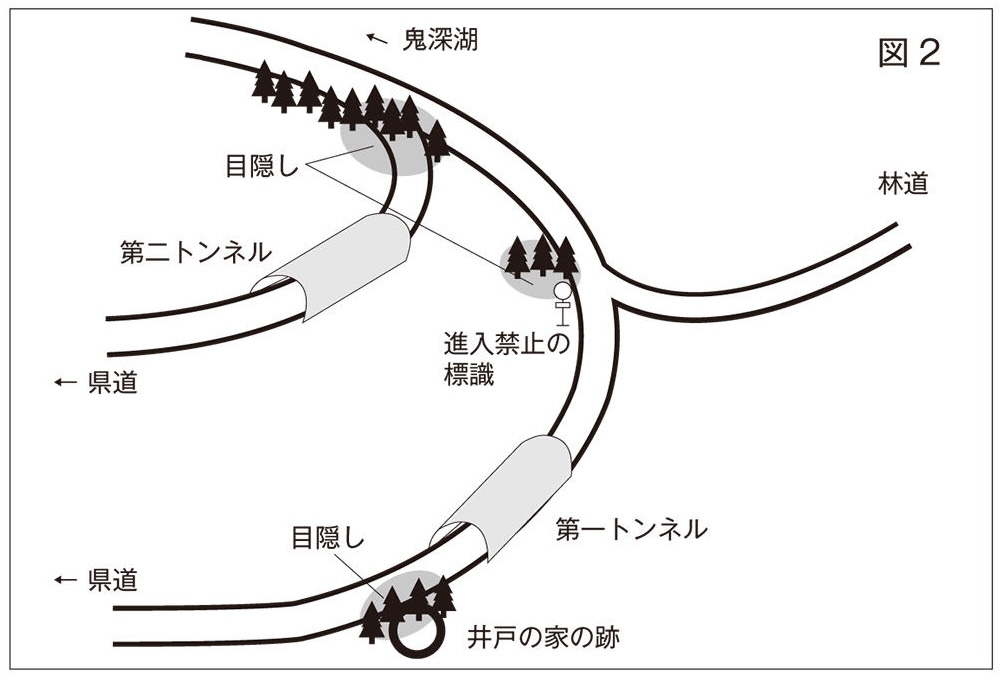 ← 鬼深湖
図2
目隠し
林道
第二トンネル
進入禁止の
標識
← 県道
第一トンネル
目隠し
← 県道
井戸の家の跡